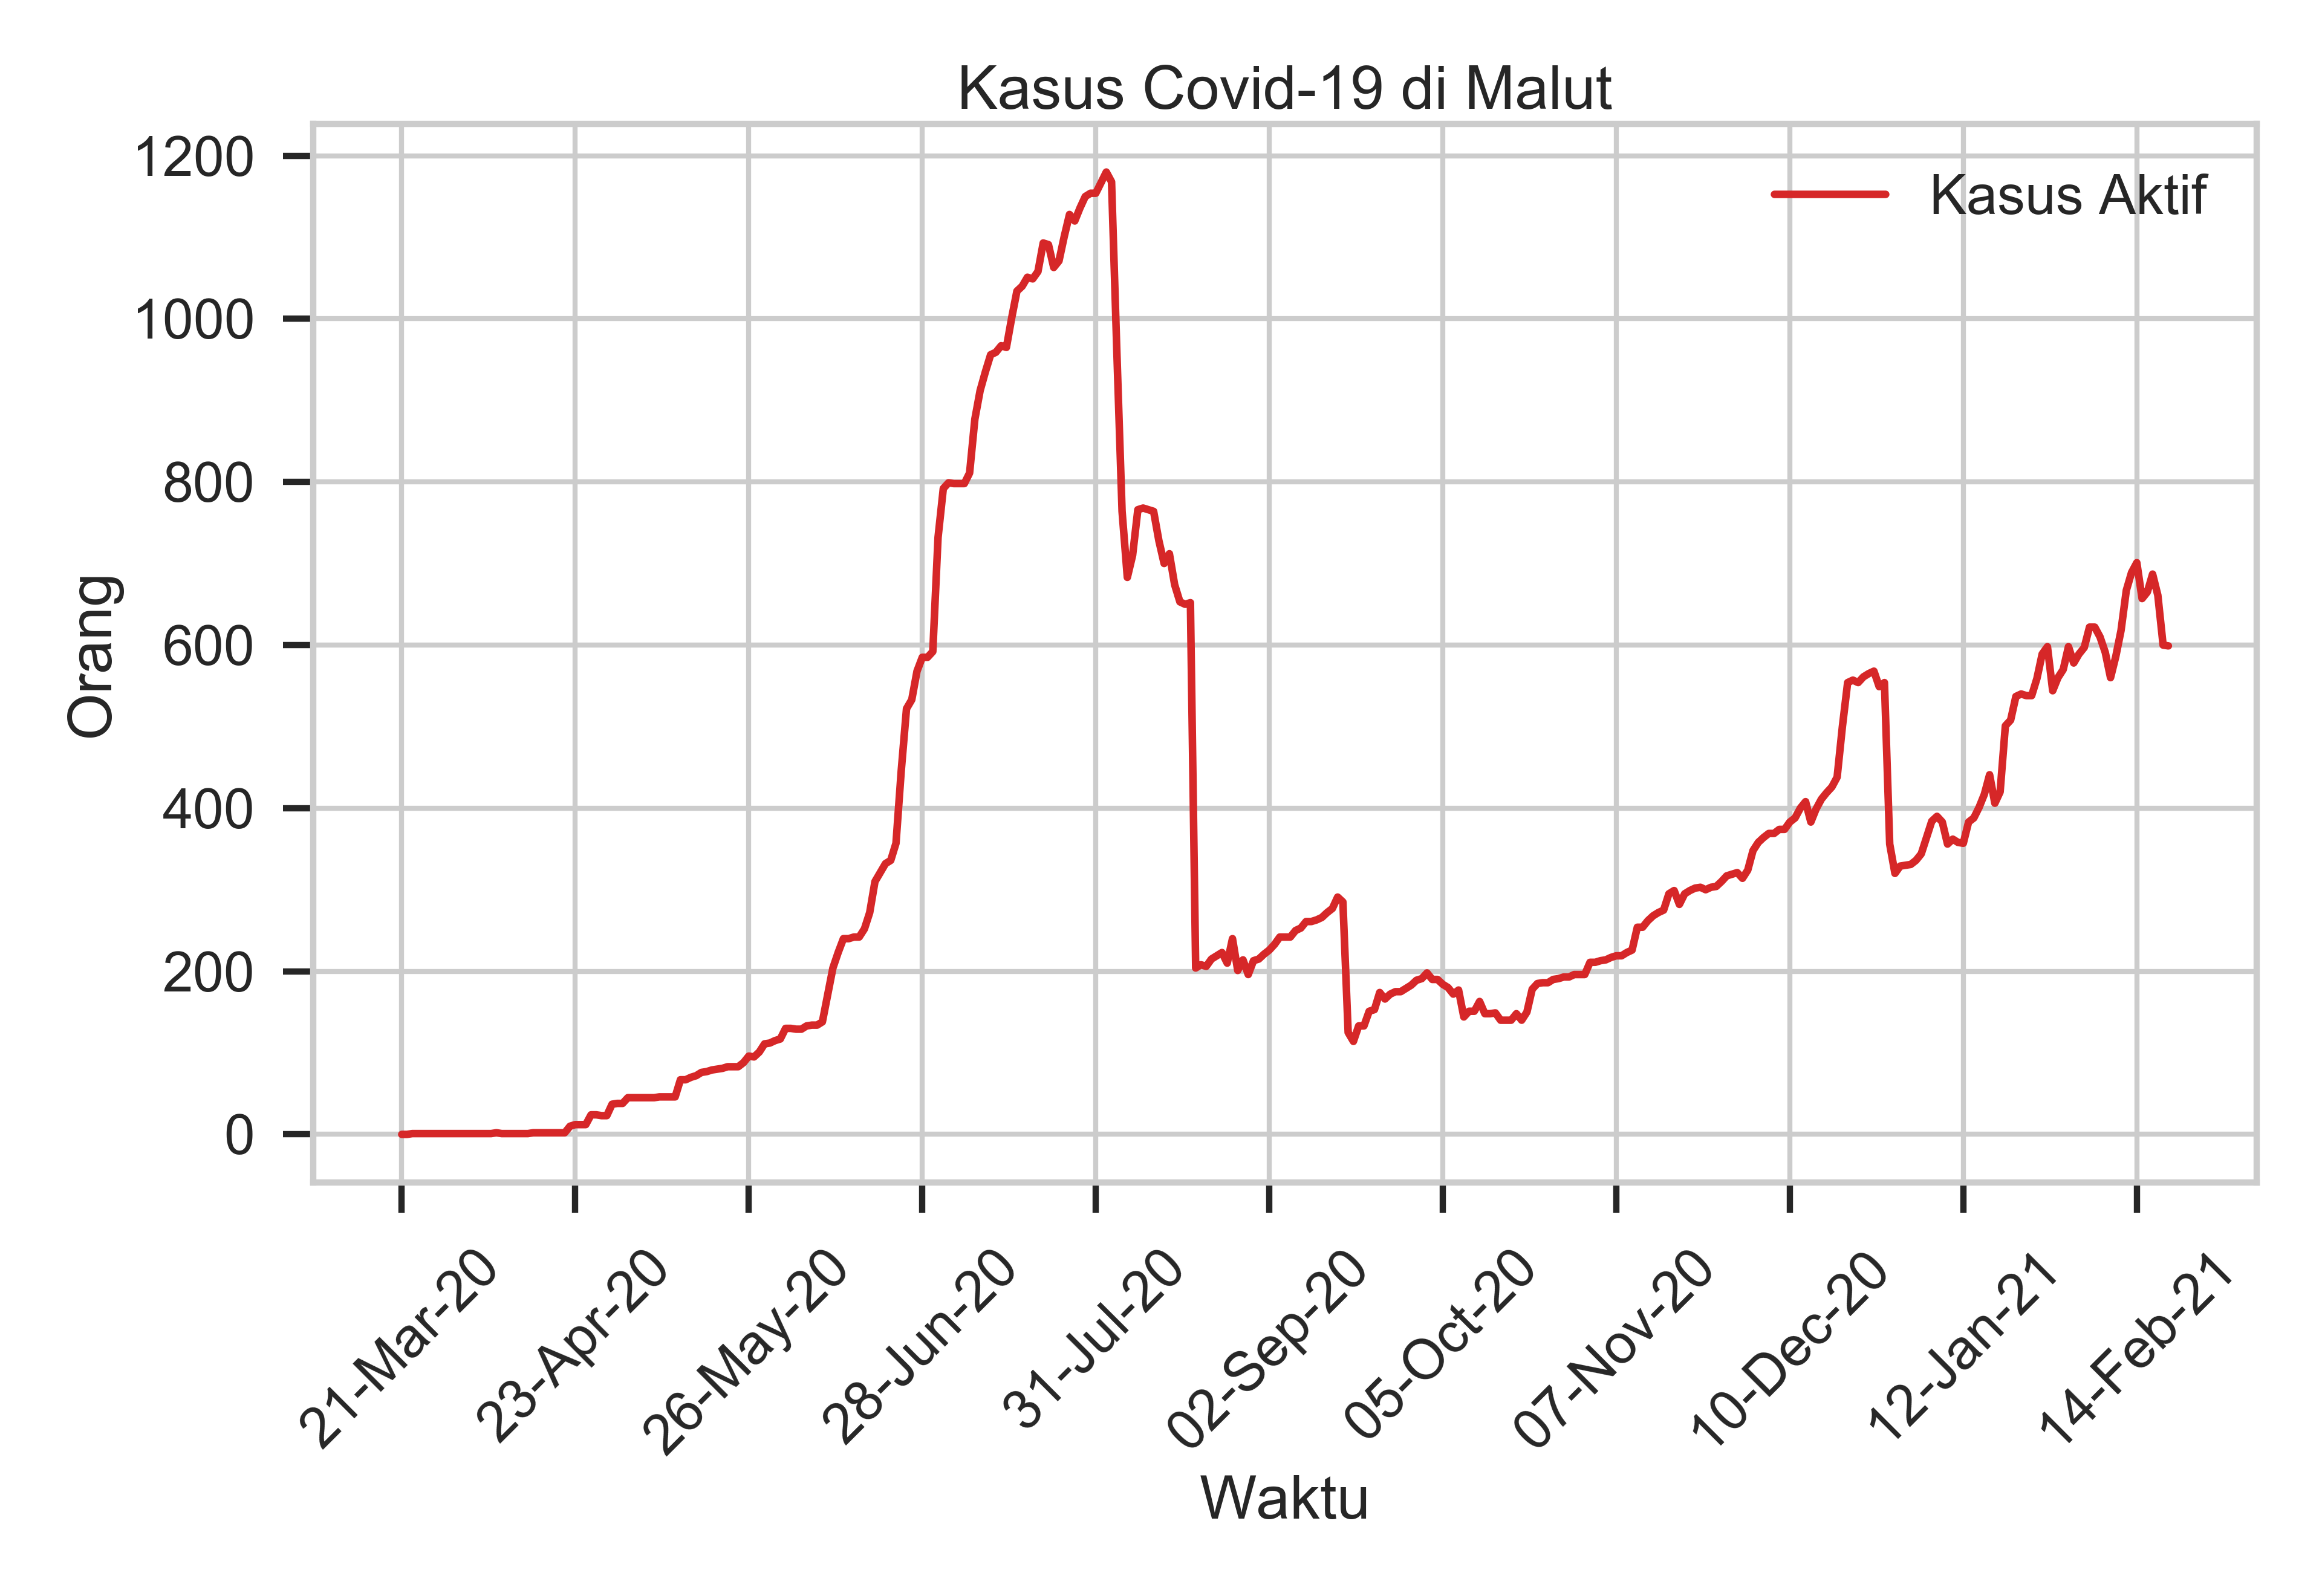 Kasus Covid-19 di Malut
Kasus Aktif
1200
1000
800
600
400
200
0
Orang
21-Mar-20
23-Apr-20
26-May-20
28-Jun-20
31-Jul-20
02-Sep-20
05-Oct-20
07-Nov-20
10-Dec-20
12-Jan-21
14-Feb-21
Waktu